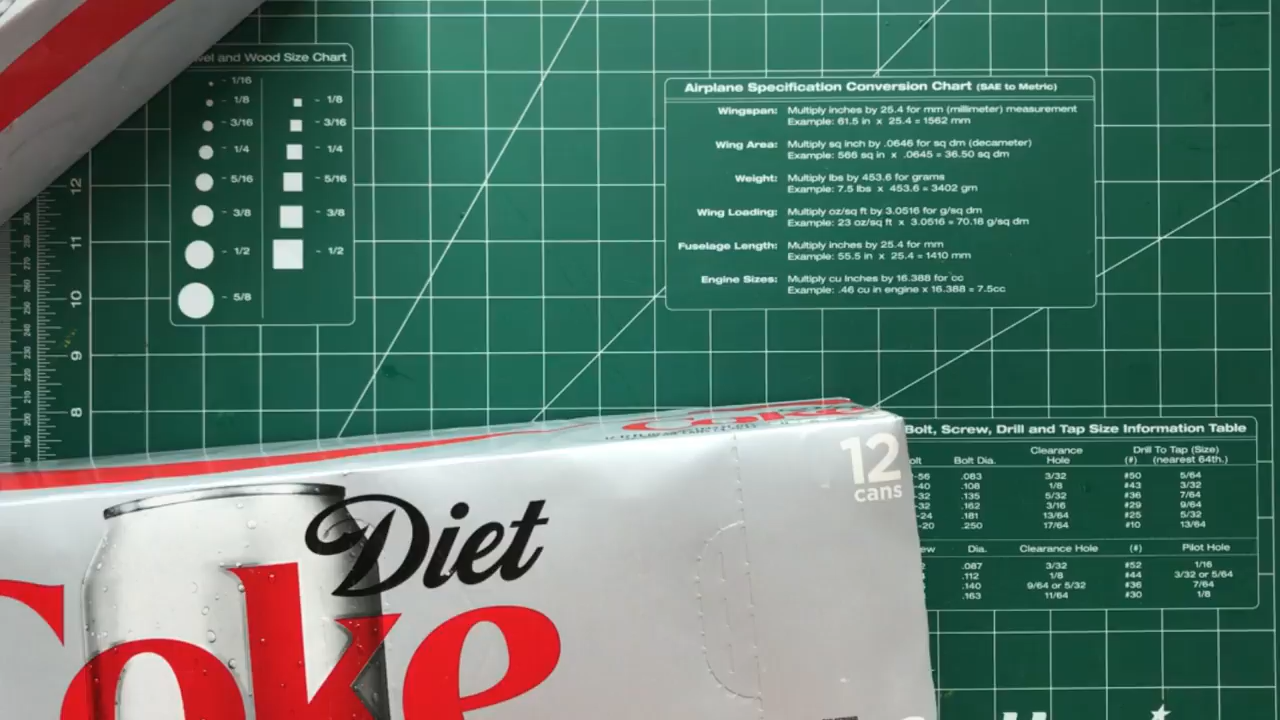 wel and Wood Size Chart
- 1/16
- 1/8 - 1/8
- 3/16 - 3/16
- 1/4 - 1/4
- 5/16 - 5/16
- 3/8 - 3/8
- 1/2 - 1/2
- 5/8
12
11
10
9
8
Airplane Specification Conversion Chart (SAE to Metric)
Wingspan: Multiply inches by 25.4 for mm (millimeter) measurement
Example: 61.5 in x 25.4 = 1562 mm
Wing Area: Multiply sq inch by .0646 for sq dm (decameter)
Example: 566 sq in x .0645 = 36.50 sq dm
Weight: Multiply lbs by 453.6 for grams
Example: 7.5 lbs x 453.6 = 3402 gm
Wing Loading: Multiply oz/sq ft by 3.0516 for g/sq dm
Example: 23 oz/sq ft x 3.0516 = 70.18 g/sq dm
Fuselage Length: Multiply inches by 25.4 for mm
Example: 55.5 in x 25.4 = 1410 mm
Engine Sizes: Multiply cu inches by 16.388 for cc
Example: .46 cu in engine x 16.388 = 7.5cc
Coke
12
cans
Diet
Coke
Bolt, Screw, Drill and Tap Size Information Table
olt Bolt Dia. Clearance Hole Drill To Tap (Size)
(#) (nearest 64th.)
-56 .083 3/32 #50 5/64
-40 .108 1/8 #43 3/32
-32 .135 5/32 #36 7/64
-32 .162 3/16 #29 9/64
-24 .181 13/64 #25 5/32
-20 .250 17/64 #10 13/64
ew Dia. Clearance Hole (#) Pilot Hole
.087 3/32 #52 1/16
.112 1/8 #44 3/32 or 5/64
.140 9/64 or 5/32 #36 7/64
.163 11/64 #30 1/8